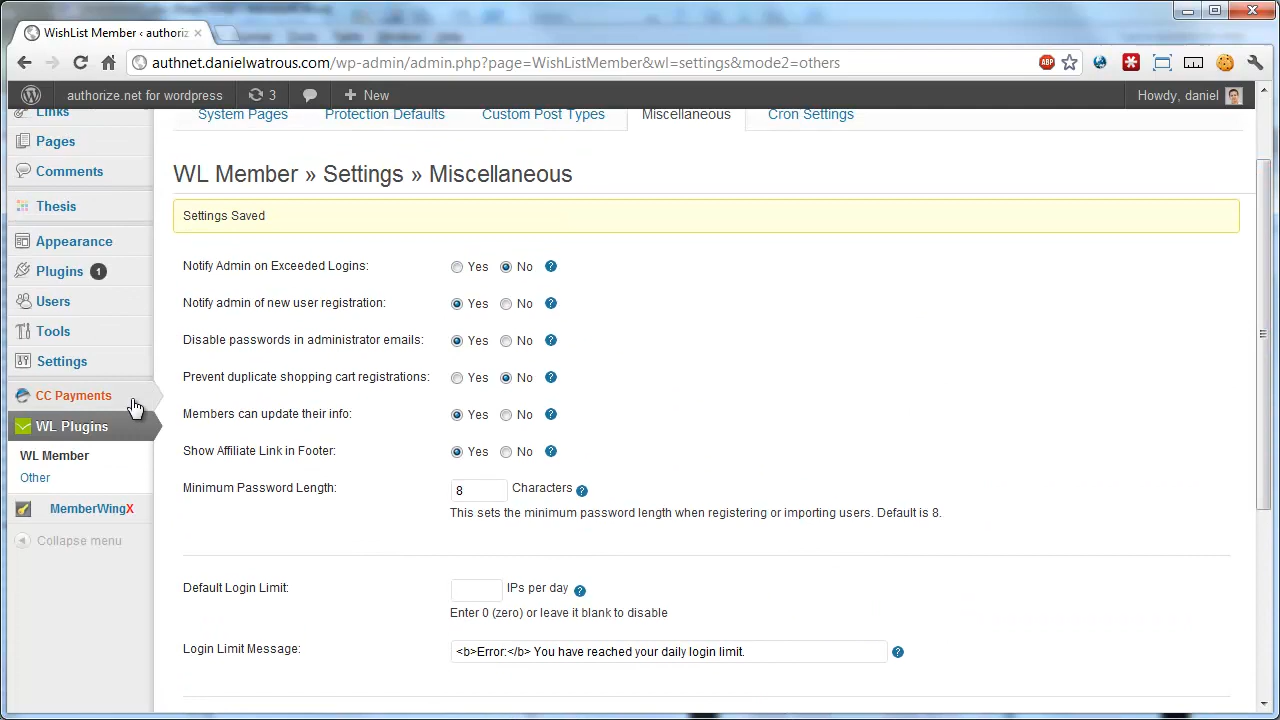 WishList Member ‹ authoriz
authnet.danielwatrous.com/wp-admin/admin.php?page=WishListMember&wl=settings&mode2=others
ABP
authorize.net for wordpress
3
New
Howdy, daniel
Links
Pages
Comments
Thesis
Appearance
Plugins 1
Users
Tools
Settings
CC Payments
WL Plugins
WL Member
Other
MemberWingX
Collapse menu
System Pages
Protection Defaults
Custom Post Types
Miscellaneous
Cron Settings
WL Member » Settings » Miscellaneous
Settings Saved
Notify Admin on Exceeded Logins: Yes No ?
Notify admin of new user registration: Yes No ?
Disable passwords in administrator emails: Yes No ?
Prevent duplicate shopping cart registrations: Yes No ?
Members can update their info: Yes No ?
Show Affiliate Link in Footer: Yes No ?
Minimum Password Length: 8 Characters ?
This sets the minimum password length when registering or importing users. Default is 8.
Default Login Limit: IPs per day ?
Enter 0 (zero) or leave it blank to disable
Login Limit Message: <b>Error:</b> You have reached your daily login limit. ?